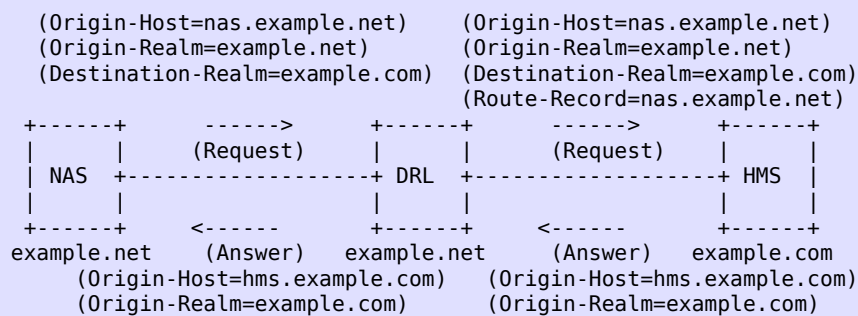 (Origin-Host=nas.example.net)    (Origin-Host=nas.example.net)
(Origin-Realm=example.net)       (Origin-Realm=example.net)
(Destination-Realm=example.com)  (Destination-Realm=example.com)
                                 (Route-Record=nas.example.net)
+------+      ------>      +------+      ------>      +------+
|      |     (Request)     |      |     (Request)     |      |
| NAS  +-------------------+ DRL  +-------------------+ HMS  |
|      |                   |      |                   |      |
+------+     <------       +------+     <------       +------+
example.net    (Answer)   example.net     (Answer)   example.com
(Origin-Host=hms.example.com)   (Origin-Host=hms.example.com)
(Origin-Realm=example.com)      (Origin-Realm=example.com)